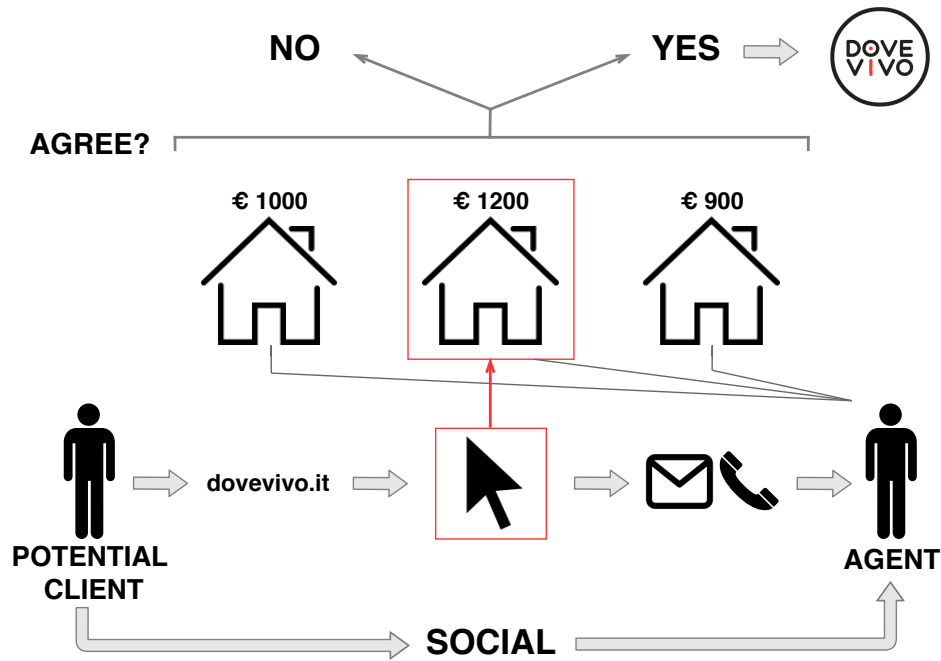 NO
YES
DOVE
VIVO
AGREE?
€ 1000
€ 1200
€ 900
dovevivo.it
POTENTIAL
CLIENT
AGENT
SOCIAL